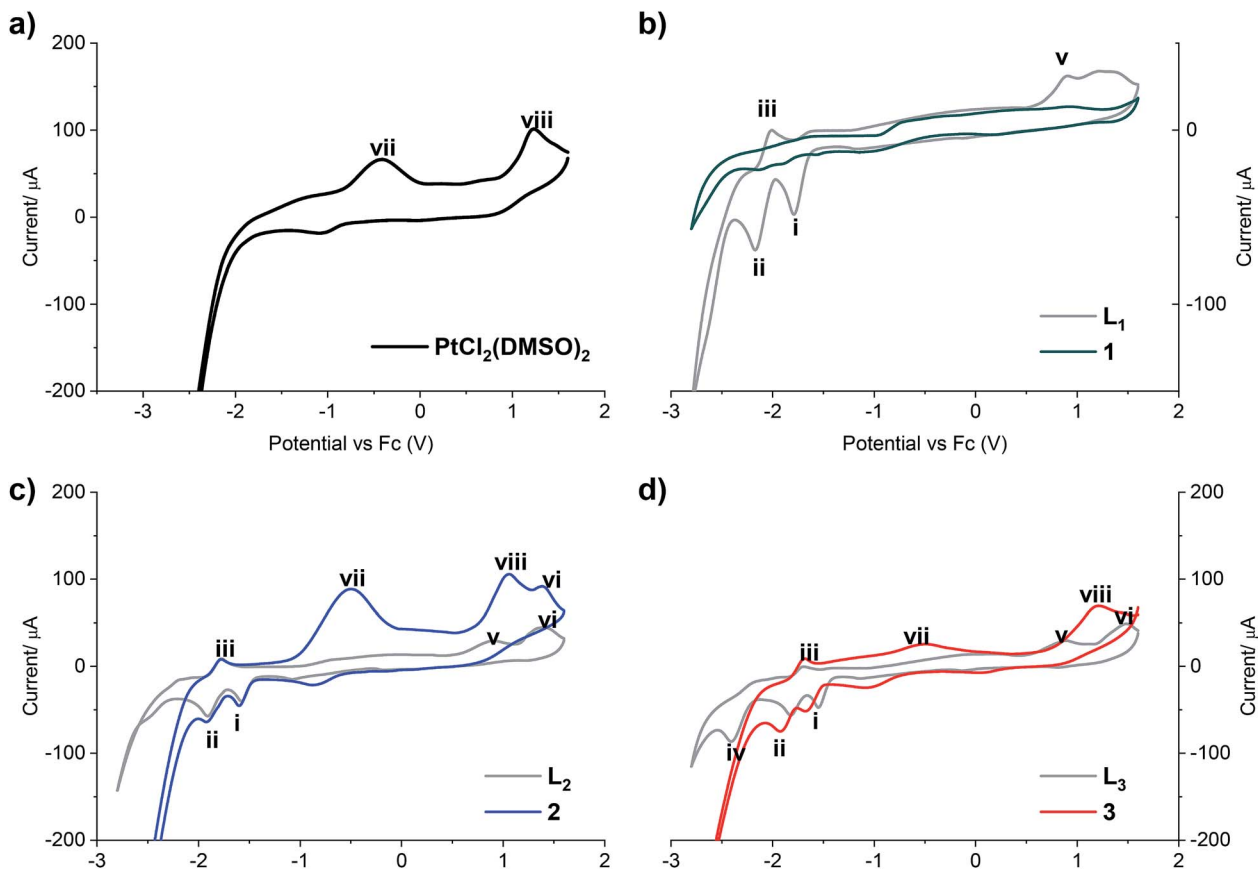 a)
200
100
0
-100
-200
Current/ µA
vii
viii
PtCl₂(DMSO)₂
-3
-2
-1
0
1
2
Potential vs Fc (V)
b)
v
iii
i
ii
0
-100
Current/ µA
L₁
1
-3
-2
-1
0
1
2
Potential vs Fc (V)
c)
200
100
0
-100
-200
Current/ µA
vii
viii
vi
v
vi
iii
ii
i
L₂
2
-3
-2
-1
0
1
2
d)
viii
vi
v
vii
iii
i
ii
iv
200
100
0
-100
-200
Current/ µA
L₃
3
-3
-2
-1
0
1
2